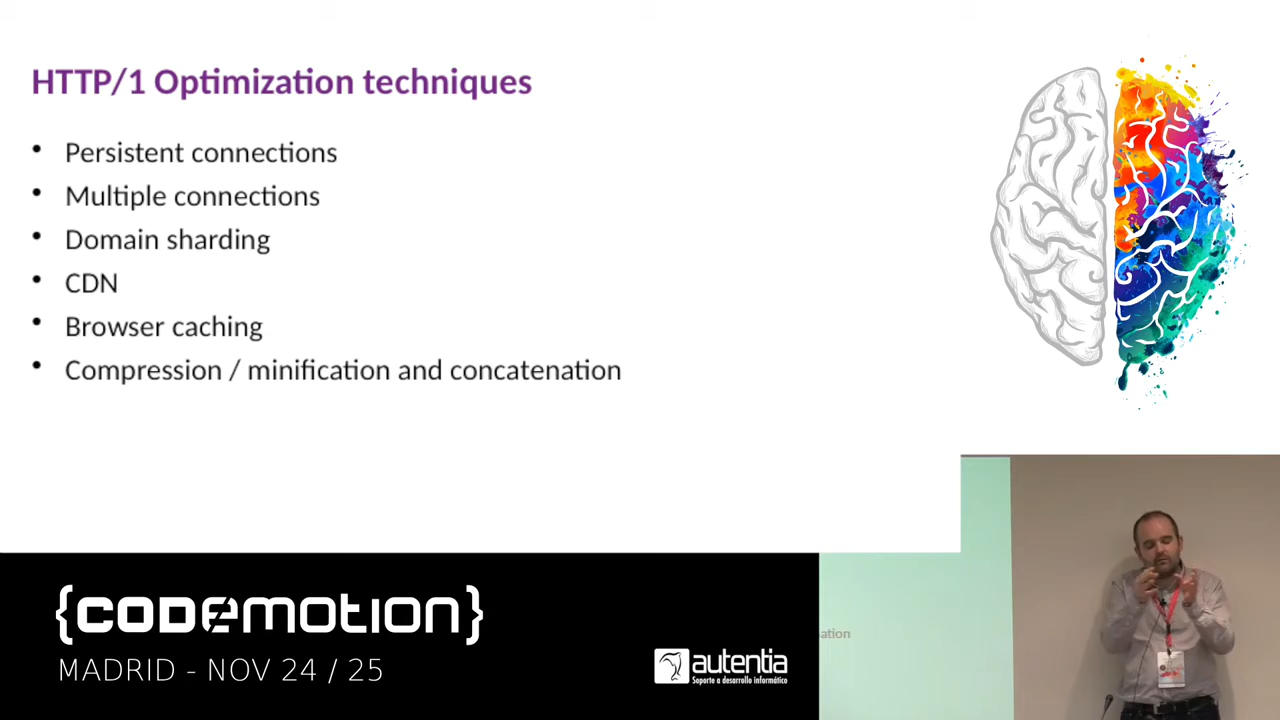 HTTP/1 Optimization techniques
• Persistent connections
• Multiple connections
• Domain sharding
• CDN
• Browser caching
• Compression / minification and concatenation
{CODEMOTION}
MADRID - NOV 24 / 25
autentia
Soporte a desarrollo informático
ation